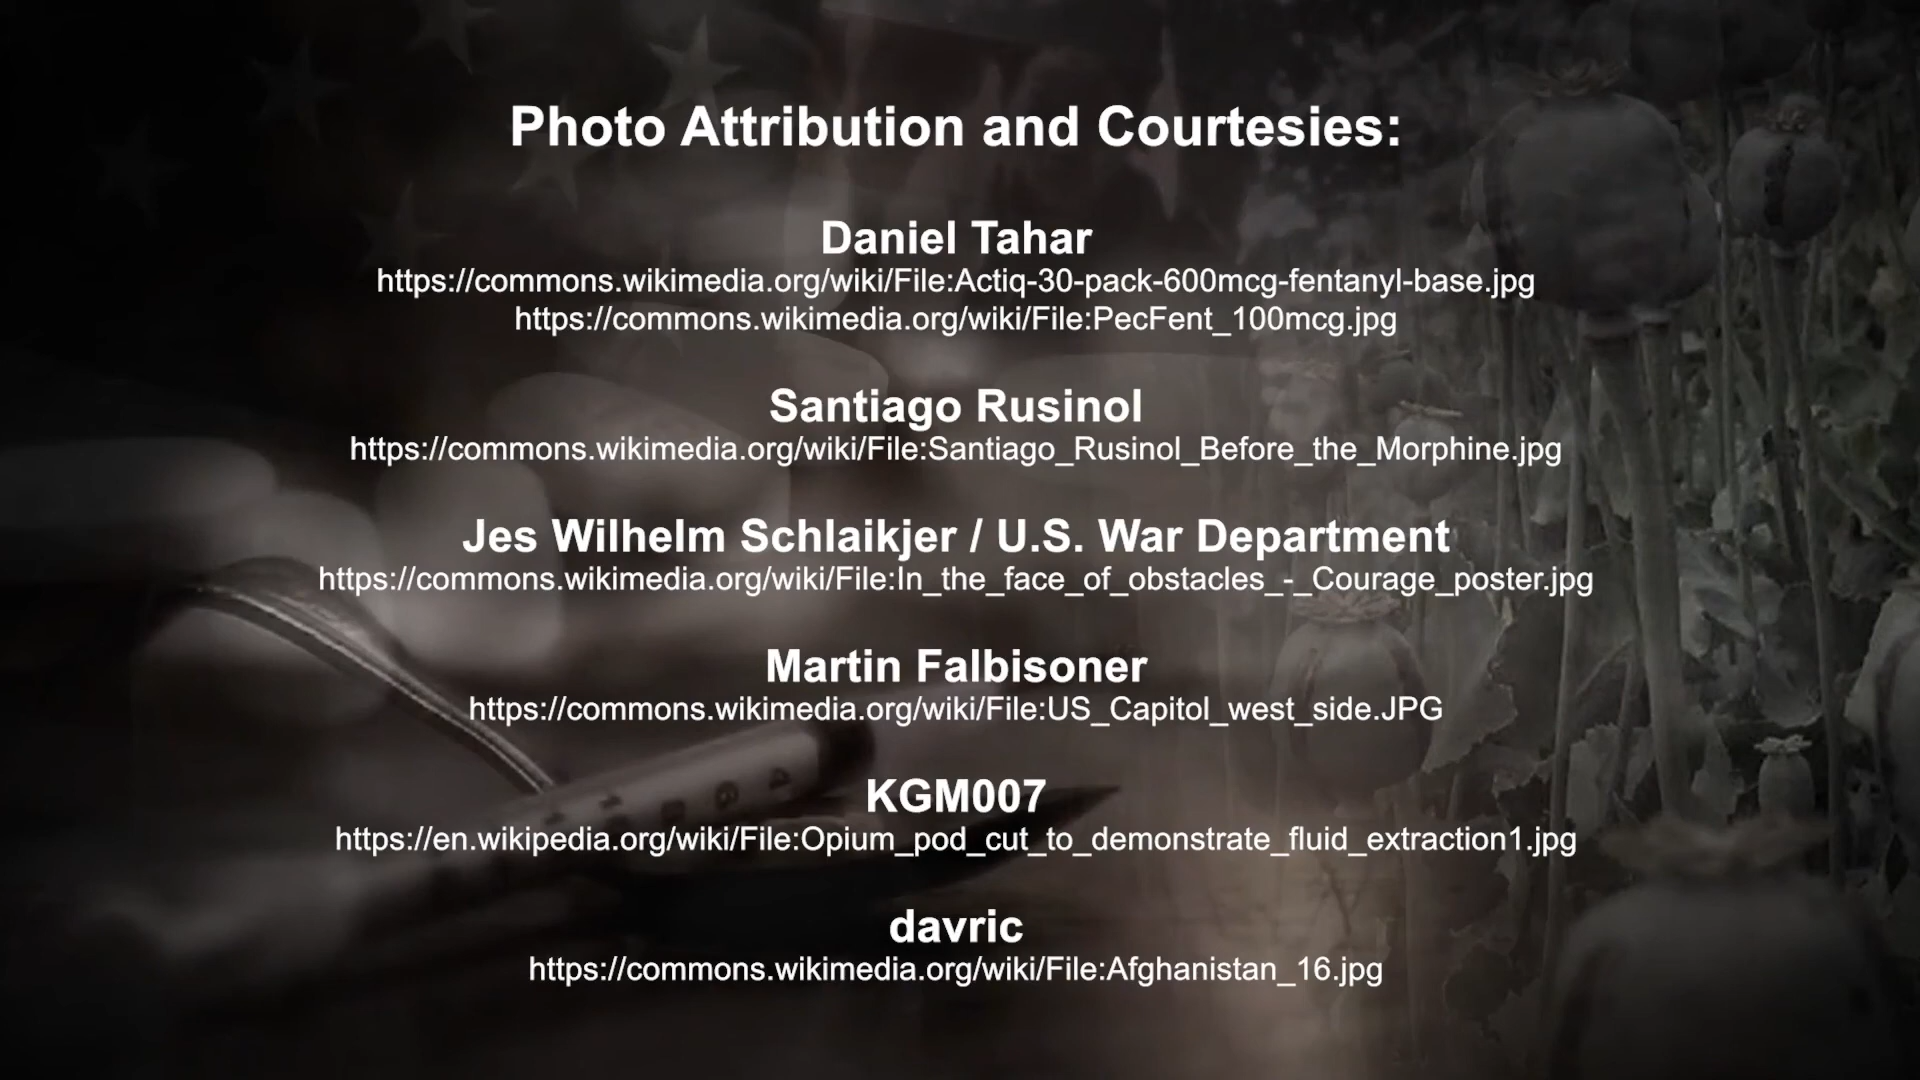 Photo Attribution and Courtesies:
Daniel Tahar
https://commons.wikimedia.org/wiki/File:Actiq-30-pack-600mcg-fentanyl-base.jpg
https://commons.wikimedia.org/wiki/File:PecFent_100mcg.jpg
Santiago Rusinol
https://commons.wikimedia.org/wiki/File:Santiago_Rusinol_Before_the_Morphine.jpg
Jes Wilhelm Schlaikjer / U.S. War Department
https://commons.wikimedia.org/wiki/File:In_the_face_of_obstacles_-_Courage_poster.jpg
Martin Falbisoner
https://commons.wikimedia.org/wiki/File:US_Capitol_west_side.JPG
KGM007
https://en.wikipedia.org/wiki/File:Opium_pod_cut_to_demonstrate_fluid_extraction1.jpg
davric
https://commons.wikimedia.org/wiki/File:Afghanistan_16.jpg